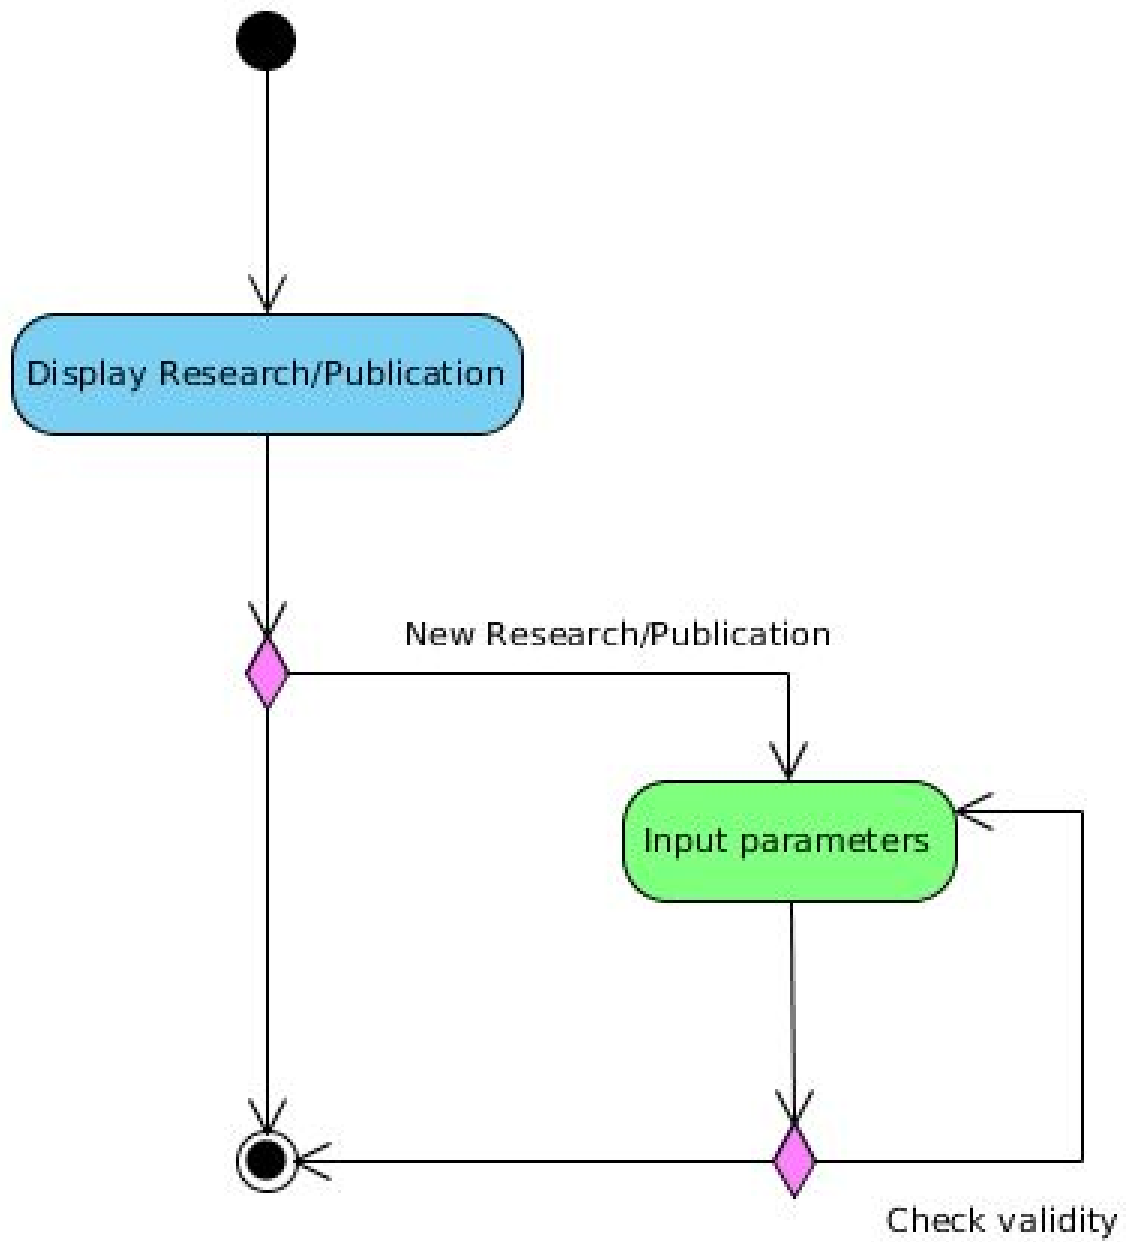 Display Research/Publication
New Research/Publication
Input parameters
Check validity